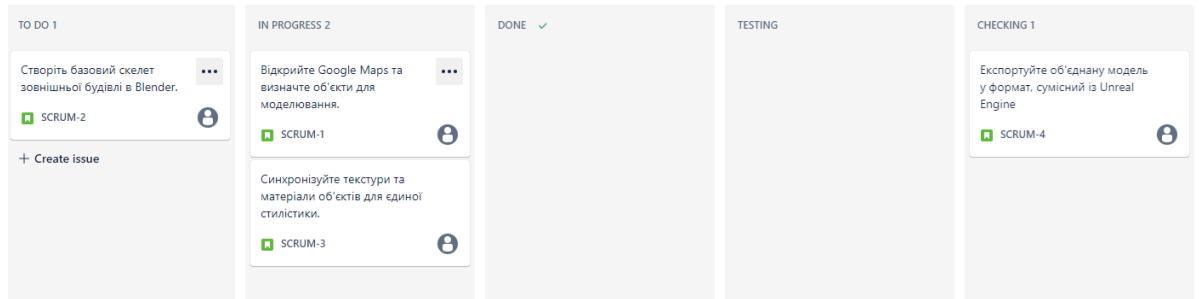 TO DO 1
Створіть базовий скелет
зовнішньої будівлі в Blender.
SCRUM-2
+ Create issue
IN PROGRESS 2
Відкрийте Google Maps та
визначте об'єкти для
моделювання.
SCRUM-1
Синхронізуйте текстури та
матеріали об'єктів для єдиної
стилістики.
SCRUM-3
DONE
TESTING
CHECKING 1
Експортуйте об'єднану модель
у формат, сумісний із Unreal
Engine
SCRUM-4